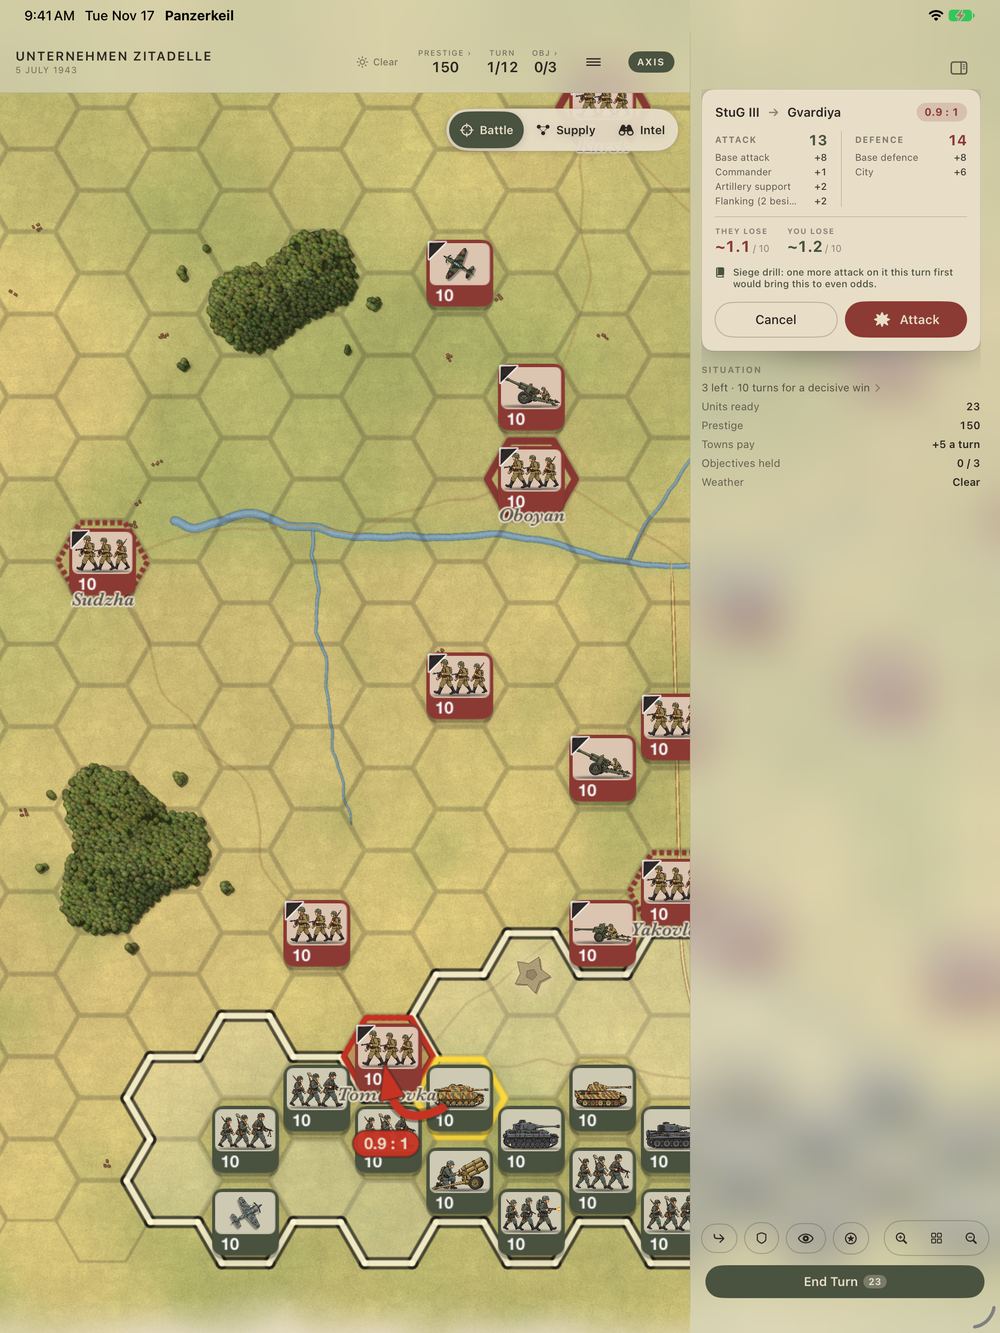 9:41 AM Tue Nov 17 Panzerkeil
UNTERNEHMEN ZITADELLE
5 JULY 1943
Clear
PRESTIGE ›
150
TURN
1/12
OBJ ›
0/3
AXIS
Battle
Supply
Intel
10
10
10
Oboyan
10
Sudzha
10
10
10
10
Yakovl
10
10
10
10
10
10
10
10
10
10
10
10
0.9 : 1
10
10
10
10
10
StuG III → Gvardiya
0.9 : 1
ATTACK 13
Base attack +8
Commander +1
Artillery support +2
Flanking (2 besi... +2
DEFENCE 14
Base defence +8
City +6
THEY LOSE
~1.1 / 10
YOU LOSE
~1.2 / 10
Siege drill: one more attack on it this turn first
would bring this to even odds.
Cancel
Attack
SITUATION
3 left · 10 turns for a decisive win ›
Units ready 23
Prestige 150
Towns pay +5 a turn
Objectives held 0 / 3
Weather Clear
End Turn 23